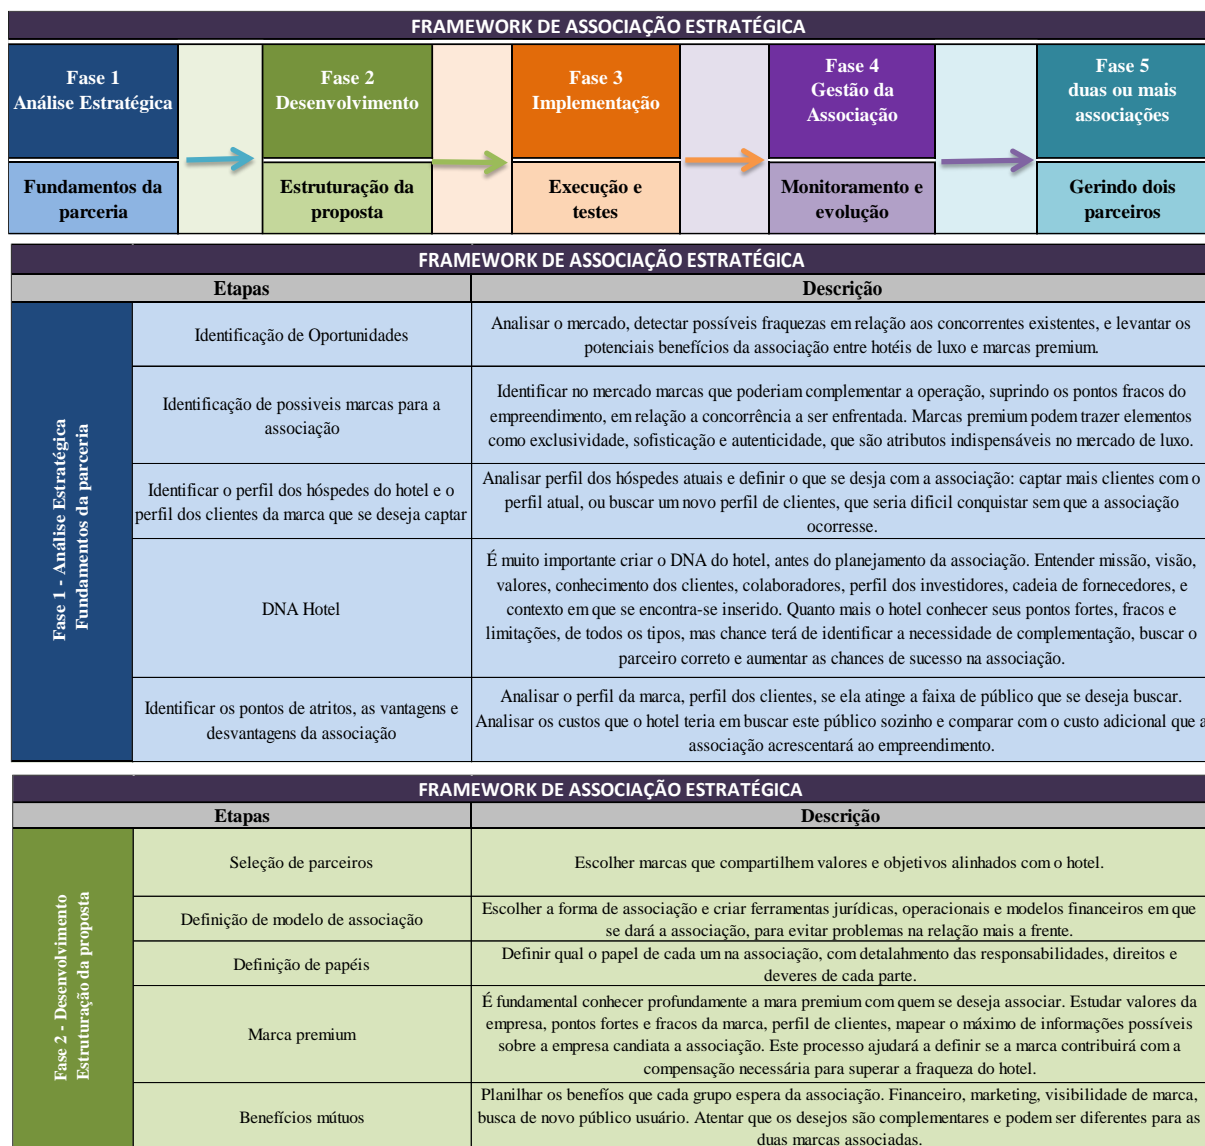 FRAMEWORK DE ASSOCIAÇÃO ESTRATÉGICA
Fase 1
Análise Estratégica
Fase 2
Desenvolvimento
Fase 3
Implementação
Fase 4
Gestão da
Associação
Fase 5
duas ou mais
associações
Fundamentos da
parceria
Estruturação da
proposta
Execução e
testes
Monitoramento e
evolução
Gerindo dois
parceiros
FRAMEWORK DE ASSOCIAÇÃO ESTRATÉGICA
Etapas
Descrição
Fase 1 - Análise Estratégica
Fundamentos da parceria
Identificação de Oportunidades
Analisar o mercado, detectar possíveis fraquezas em relação aos concorrentes existentes, e levantar os
potenciais benefícios da associação entre hotéis de luxo e marcas premium.
Identificação de possiveis marcas para a
associação
Identificar no mercado marcas que poderiam complementar a operação, suprindo os pontos fracos do
empreendimento, em relação a concorrência a ser enfrentada. Marcas premium podem trazer elementos
como exclusividade, sofisticação e autenticidade, que são atributos indispensáveis no mercado de luxo.
Identificar o perfil dos hóspedes do hotel e o
perfil dos clientes da marca que se deseja captar
Analisar perfil dos hóspedes atuais e definir o que se desja com a associação: captar mais clientes com o
perfil atual, ou buscar um novo perfil de clientes, que seria dificil conquistar sem que a associação
ocorresse.
DNA Hotel
É muito importante criar o DNA do hotel, antes do planejamento da associação. Entender missão, visão,
valores, conhecimento dos clientes, colaboradores, perfil dos investidores, cadeia de fornecedores, e
contexto em que se encontra-se inserido. Quanto mais o hotel conhecer seus pontos fortes, fracos e
limitações, de todos os tipos, mas chance terá de identificar a necessidade de complementação, buscar o
parceiro correto e aumentar as chances de sucesso na associação.
Identificar os pontos de atritos, as vantagens e
desvantagens da associação
Analisar o perfil da marca, perfil dos clientes, se ela atinge a faixa de público que se deseja buscar.
Analisar os custos que o hotel teria em buscar este público sozinho e comparar com o custo adicional que a
associação acrescentará ao empreendimento.
FRAMEWORK DE ASSOCIAÇÃO ESTRATÉGICA
Etapas
Descrição
Fase 2 - Desenvolvimento
Estruturação da proposta
Seleção de parceiros
Escolher marcas que compartilhem valores e objetivos alinhados com o hotel.
Definição de modelo de associação
Escolher a forma de associação e criar ferramentas jurídicas, operacionais e modelos financeiros em que
se dará a associação, para evitar problemas na relação mais a frente.
Definição de papéis
Definir qual o papel de cada um na associação, com detalahmento das responsabilidades, direitos e
deveres de cada parte.
Marca premium
É fundamental conhecer profundamente a mara premium com quem se deseja associar. Estudar valores da
empresa, pontos fortes e fracos da marca, perfil de clientes, mapear o máximo de informações possíveis
sobre a empresa candiata a associação. Este processo ajudará a definir se a marca contribuirá com a
compensação necessária para superar a fraqueza do hotel.
Benefícios mútuos
Planilhar os benefíos que cada grupo espera da associação. Financeiro, marketing, visibilidade de marca,
busca de novo público usuário. Atentar que os desejos são complementares e podem ser diferentes para as
duas marcas associadas.